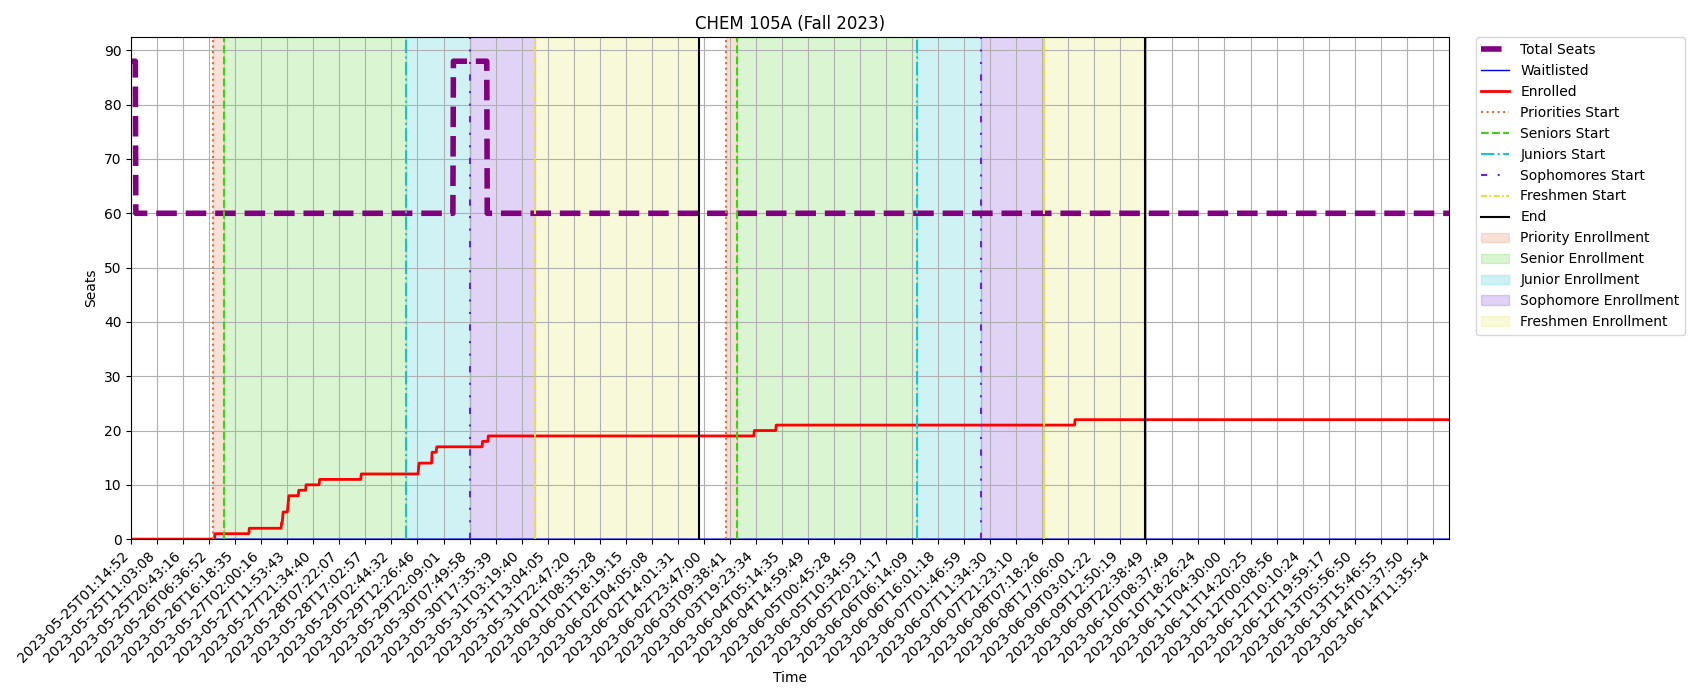 CHEM 105A (Fall 2023)
Seats
90
80
70
60
50
40
30
20
10
0
2023-05-25T01:14:52
2023-05-25T11:03:08
2023-05-25T20:43:16
2023-05-26T06:36:52
2023-05-26T16:18:35
2023-05-27T02:00:16
2023-05-27T11:53:43
2023-05-27T21:34:40
2023-05-28T07:22:07
2023-05-28T17:02:57
2023-05-29T02:44:32
2023-05-29T12:26:46
2023-05-29T22:09:01
2023-05-30T07:49:58
2023-05-30T17:35:39
2023-05-31T03:19:40
2023-05-31T13:04:05
2023-05-31T22:47:20
2023-06-01T08:35:28
2023-06-01T18:19:15
2023-06-02T04:05:08
2023-06-02T14:01:31
2023-06-02T23:47:00
2023-06-03T09:38:41
2023-06-03T19:23:34
2023-06-04T05:14:35
2023-06-04T14:59:49
2023-06-05T00:45:28
2023-06-05T10:34:59
2023-06-05T20:21:17
2023-06-06T06:14:09
2023-06-06T16:01:18
2023-06-07T01:46:59
2023-06-07T11:34:30
2023-06-07T21:23:10
2023-06-08T07:18:26
2023-06-08T17:06:00
2023-06-09T03:01:22
2023-06-09T12:50:19
2023-06-09T22:38:49
2023-06-10T08:37:49
2023-06-10T18:26:24
2023-06-11T04:30:00
2023-06-11T14:20:25
2023-06-12T00:08:56
2023-06-12T10:10:24
2023-06-12T19:59:17
2023-06-13T05:56:50
2023-06-13T15:46:55
2023-06-14T01:37:50
2023-06-14T11:35:54
Time
Total Seats
Waitlisted
Enrolled
Priorities Start
Seniors Start
Juniors Start
Sophomores Start
Freshmen Start
End
Priority Enrollment
Senior Enrollment
Junior Enrollment
Sophomore Enrollment
Freshmen Enrollment